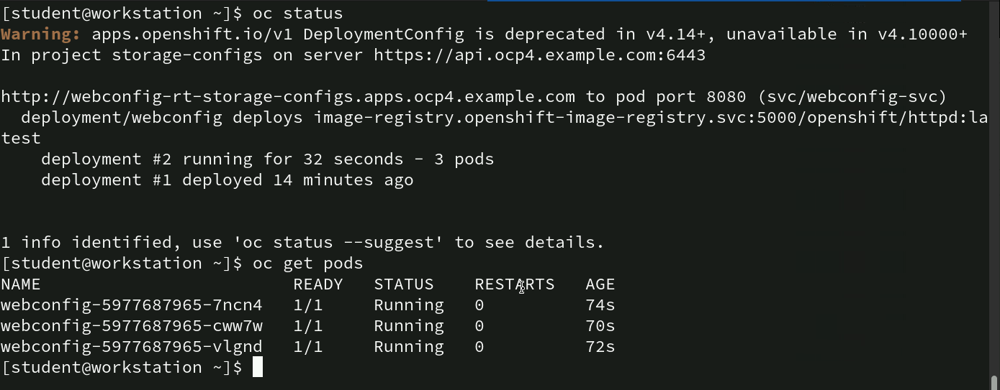 [student@workstation ~]$ oc status
Warning: apps.openshift.io/v1 DeploymentConfig is deprecated in v4.14+, unavailable in v4.10000+
In project storage-configs on server https://api.ocp4.example.com:6443
http://webconfig-rt-storage-configs.apps.ocp4.example.com to pod port 8080 (svc/webconfig-svc)
  deployment/webconfig deploys image-registry.openshift-image-registry.svc:5000/openshift/httpd:la
test
    deployment #2 running for 32 seconds - 3 pods
    deployment #1 deployed 14 minutes ago
1 info identified, use 'oc status --suggest' to see details.
[student@workstation ~]$ oc get pods
NAME                         READY   STATUS    RESTARTS   AGE
webconfig-5977687965-7ncn4   1/1     Running   0          74s
webconfig-5977687965-cww7w   1/1     Running   0          70s
webconfig-5977687965-vlgnd   1/1     Running   0          72s
[student@workstation ~]$